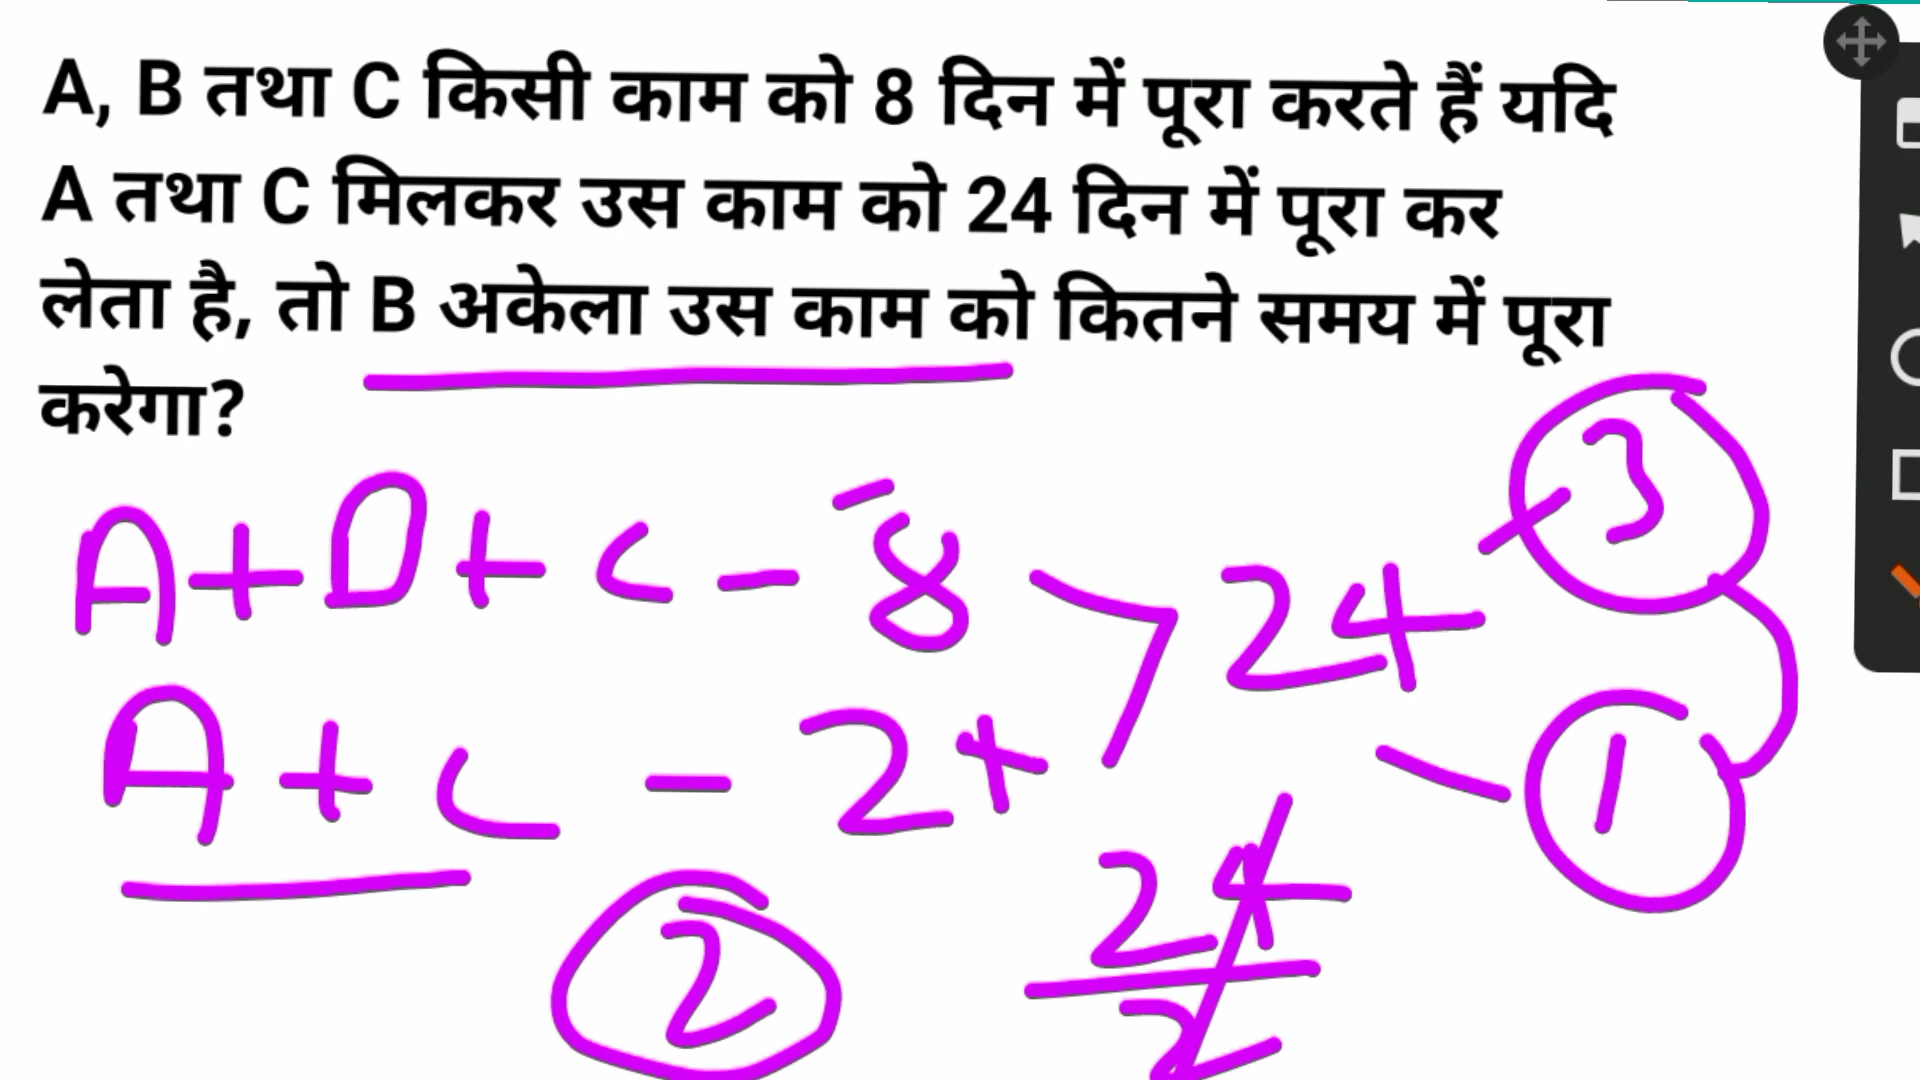 A, B तथा C किसी काम को 8 दिन में पूरा करते हैं यदि
A तथा C मिलकर उस काम को 24 दिन में पूरा कर
लेता है, तो B अकेला उस काम को कितने समय में पूरा
करेगा?
A+B+C - 8
24
3
A + C - 24
1
2
24
2